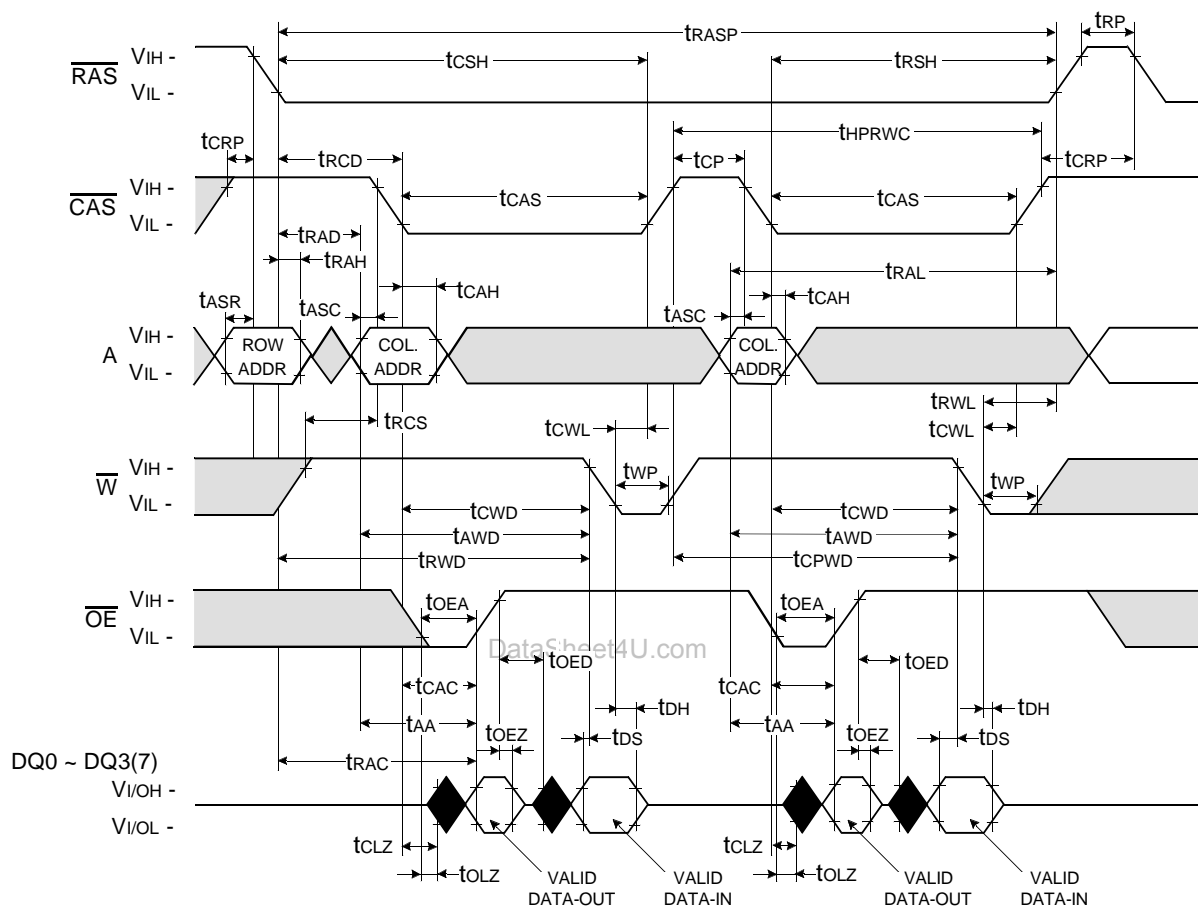 tRASP
tRP
tCSH
tRSH
RAS
VIH -
VIL -
tCRP
tRCD
tHPRWC
tCP
tCRP
CAS
VIH -
VIL -
tCAS
tCAS
tRAD
tRAH
tRAL
tASR
tASC
tCAH
tASC
tCAH
A
VIH -
VIL -
ROW
ADDR
COL.
ADDR
COL.
ADDR
tRCS
tCWL
tRWL
tCWL
W
VIH -
VIL -
tWP
tWP
tCWD
tCWD
tAWD
tAWD
tRWD
tCPWD
OE
VIH -
VIL -
tOEA
tOEA
DataSheet4U.com
tOED
tOED
tCAC
tCAC
tDH
tDH
tAA
tAA
tOEZ
tDS
tOEZ
tDS
tRAC
DQ0 ~ DQ3(7)
VI/OH -
VI/OL -
tCLZ
tCLZ
tOLZ
tOLZ
VALID
DATA-OUT
VALID
DATA-IN
VALID
DATA-OUT
VALID
DATA-IN